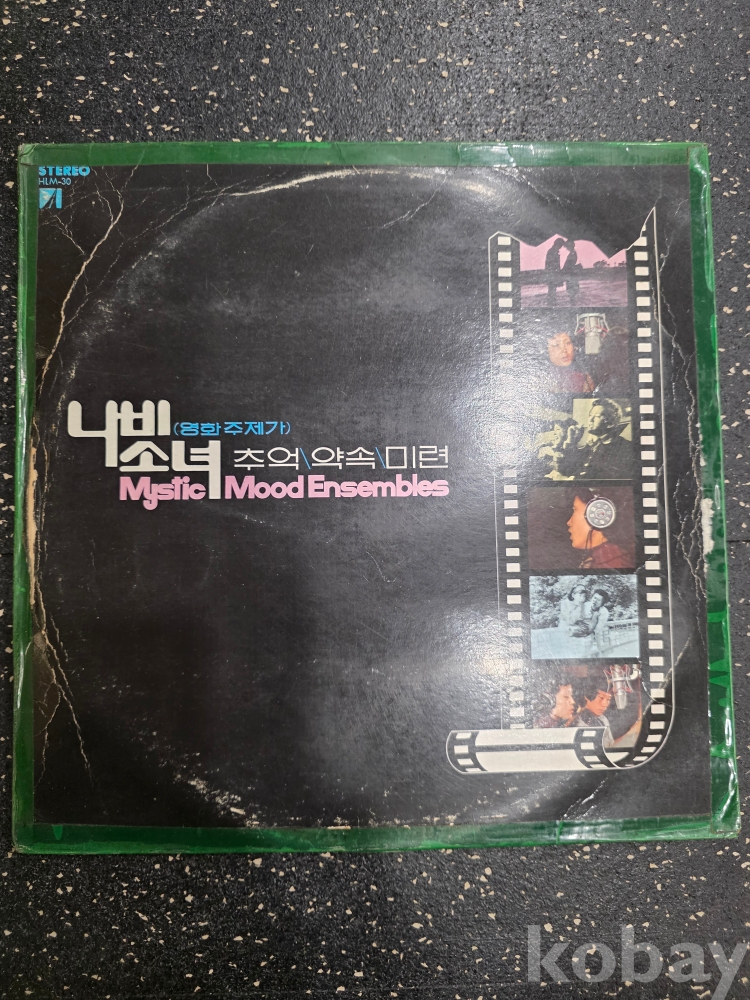 STEREO
HLM-30
나비 (영화 주제가)
소녀 추억\약속\미련
Mystic Mood Ensembles
kobay